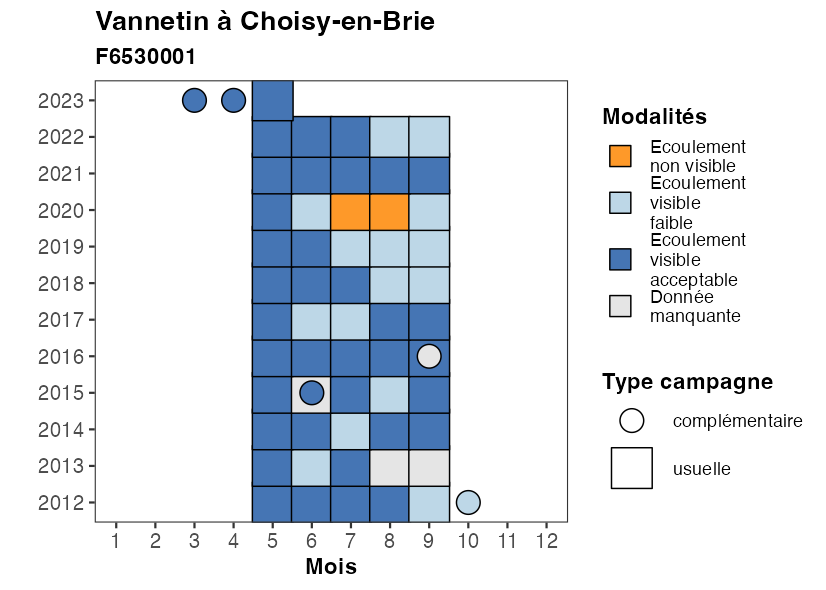 Vannetin à Choisy-en-Brie
F6530001
2023
2022
2021
2020
2019
2018
2017
2016
2015
2014
2013
2012
1 2 3 4 5 6 7 8 9 10 11 12
Mois
Modalités
Ecoulement
non visible
Ecoulement
visible
faible
Ecoulement
visible
acceptable
Donnée
manquante
Type campagne
complémentaire
usuelle